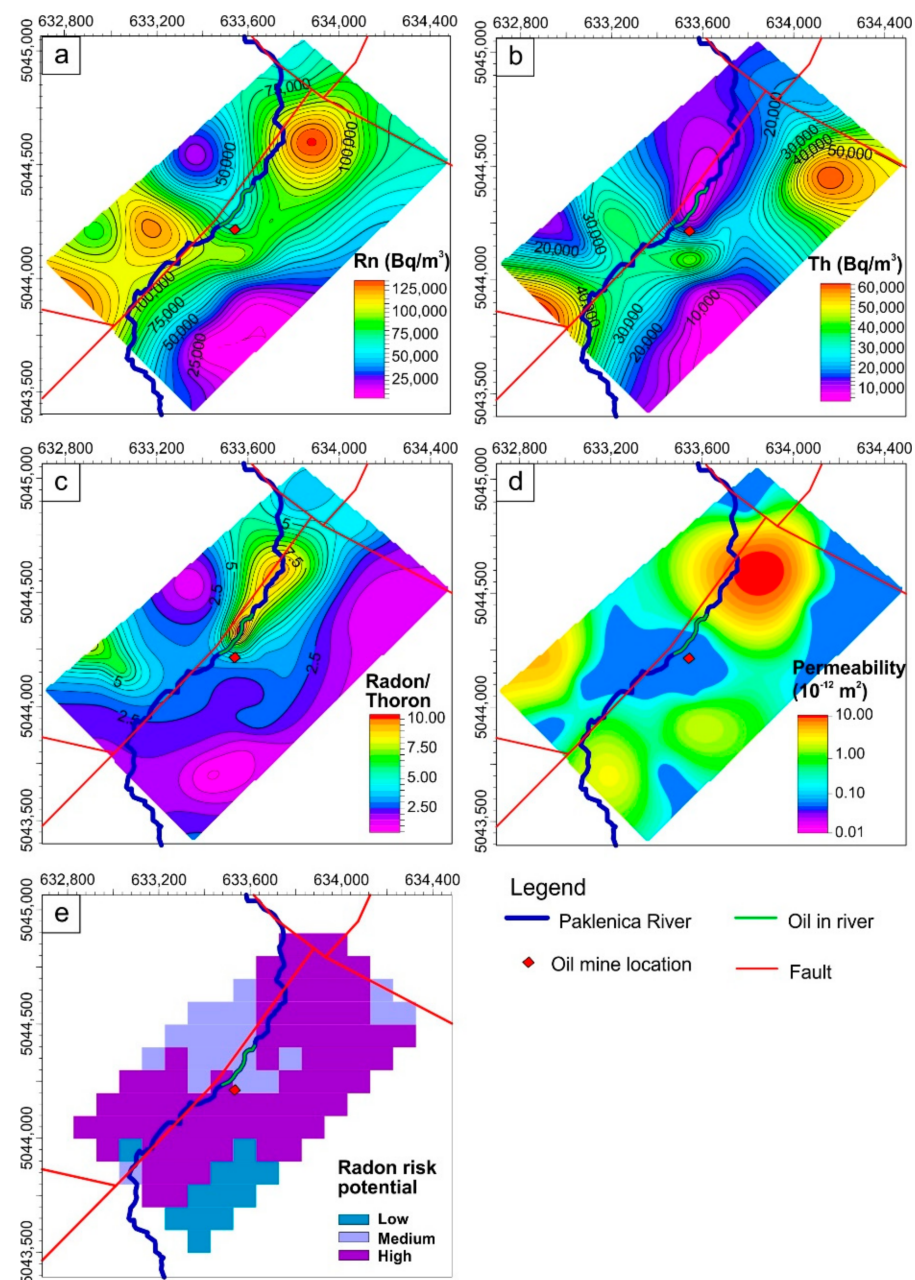 632,800 633,200 633,600 634,000 634,400
632,800 633,200 633,600 634,000 634,400
a
b
5045,000
5044,500
5044,000
5043,500
5045,000
5044,500
5044,000
5043,500
75,000
50,000
100,000
100,000
75,000
50,000
25,000
20,000
30,000
40,000
50,000
30,000
20,000
40,000
30,000
20,000
10,000
Rn (Bq/m³)
125,000
100,000
75,000
50,000
25,000
Th (Bq/m³)
60,000
50,000
40,000
30,000
20,000
10,000
632,800 633,200 633,600 634,000 634,400
632,800 633,200 633,600 634,000 634,400
c
d
5045,000
5044,500
5044,000
5043,500
5045,000
5044,500
5044,000
5043,500
5
7.5
5
2.5
5
2.5
2.5
Radon/
Thoron
10.00
7.50
5.00
2.50
Permeability
(10⁻¹² m²)
10.00
1.00
0.10
0.01
632,800 633,200 633,600 634,000 634,400
e
5045,000
5044,500
5044,000
5043,500
Radon risk
potential
Low
Medium
High
Legend
Paklenica River
Oil in river
Oil mine location
Fault